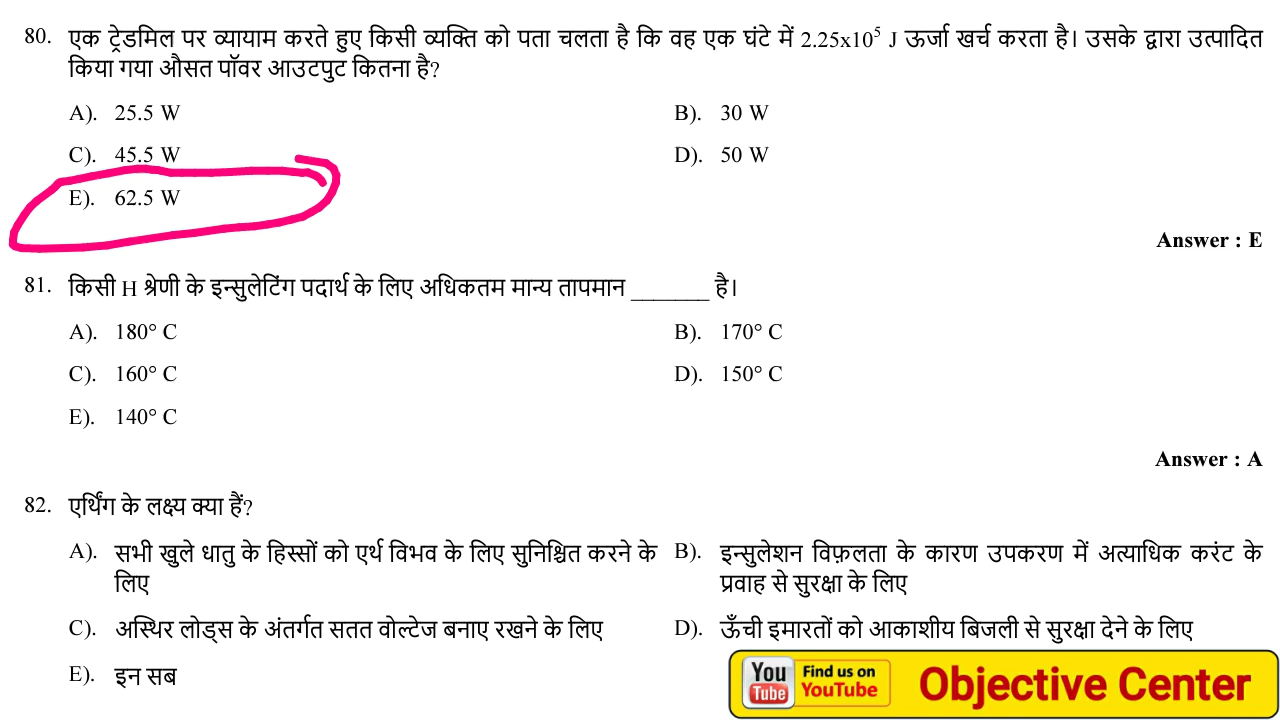 80. एक ट्रेडमिल पर व्यायाम करते हुए किसी व्यक्ति को पता चलता है कि वह एक घंटे में 2.25x10⁵ J ऊर्जा खर्च करता है। उसके द्वारा उत्पादित
किया गया औसत पॉवर आउटपुट कितना है?
A). 25.5 W B). 30 W
C). 45.5 W D). 50 W
E). 62.5 W
Answer : E
81. किसी H श्रेणी के इन्सुलेटिंग पदार्थ के लिए अधिकतम मान्य तापमान _______ है।
A). 180° C B). 170° C
C). 160° C D). 150° C
E). 140° C
Answer : A
82. एर्थिंग के लक्ष्य क्या हैं?
A). सभी खुले धातु के हिस्सों को एर्थ विभव के लिए सुनिश्चित करने के
लिए
B). इन्सुलेशन विफ़लता के कारण उपकरण में अत्याधिक करंट के
प्रवाह से सुरक्षा के लिए
C). अस्थिर लोड्स के अंतर्गत सतत वोल्टेज बनाए रखने के लिए
D). ऊँची इमारतों को आकाशीय बिजली से सुरक्षा देने के लिए
E). इन सब
You Tube
Find us on
YouTube
Objective Center